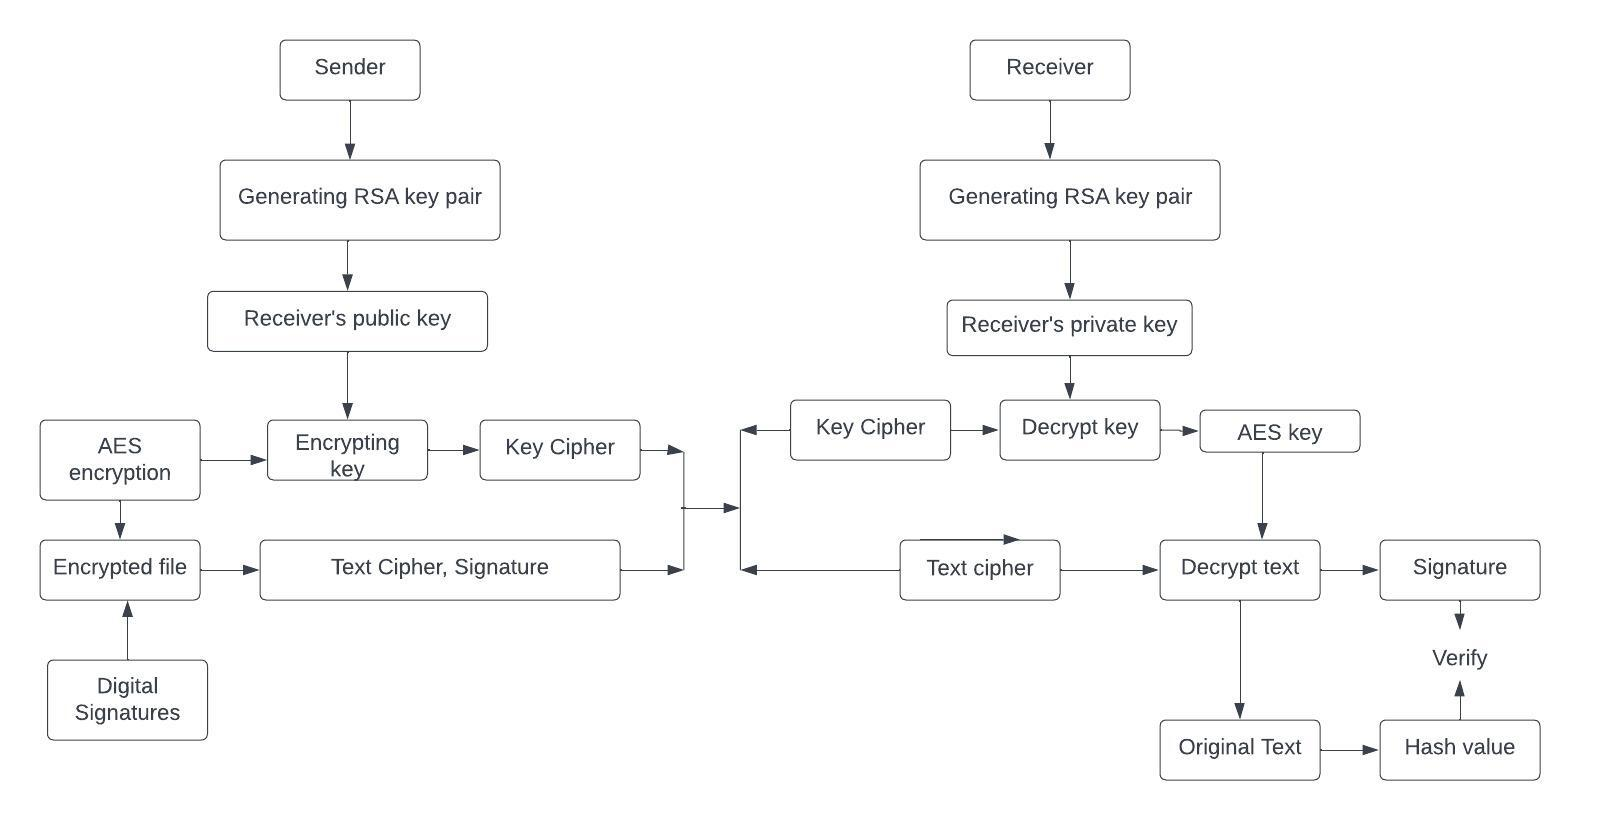 Sender
Receiver
Generating RSA key pair
Generating RSA key pair
Receiver's public key
Receiver's private key
AES
encryption
Encrypting
key
Key Cipher
Key Cipher
Decrypt key
AES key
Encrypted file
Text Cipher, Signature
Text cipher
Decrypt text
Signature
Verify
Digital
Signatures
Original Text
Hash value